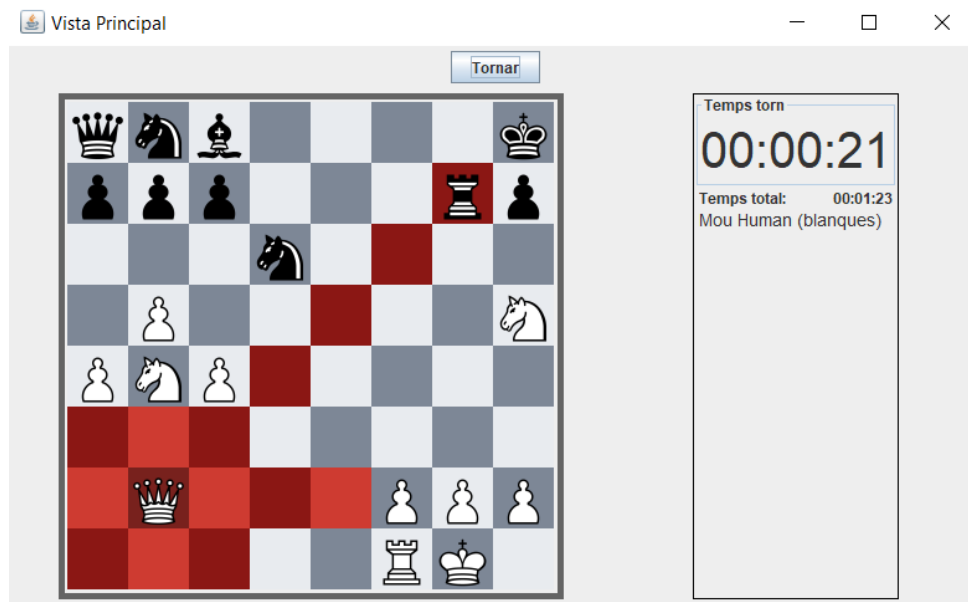 Vista Principal
Tornar
Temps torn
00:00:21
Temps total: 00:01:23
Mou Human (blanques)